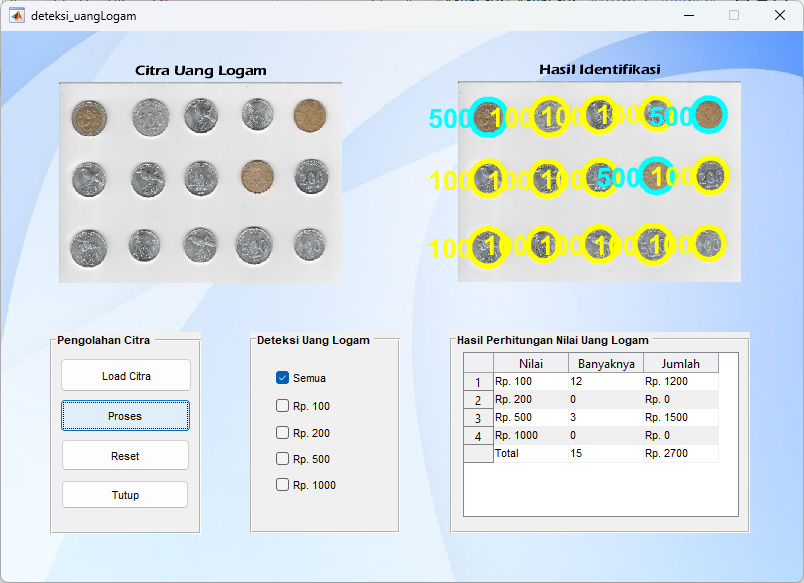 deteksi_uangLogam
Citra Uang Logam
Hasil Identifikasi
500 100 100 100 500
100 100 100 500 100
100 100 100 100 100
Pengolahan Citra
Load Citra
Proses
Reset
Tutup
Deteksi Uang Logam
Semua
Rp. 100
Rp. 200
Rp. 500
Rp. 1000
Hasil Perhitungan Nilai Uang Logam
Nilai Banyaknya Jumlah
1 Rp. 100 12 Rp. 1200
2 Rp. 200 0 Rp. 0
3 Rp. 500 3 Rp. 1500
4 Rp. 1000 0 Rp. 0
Total 15 Rp. 2700